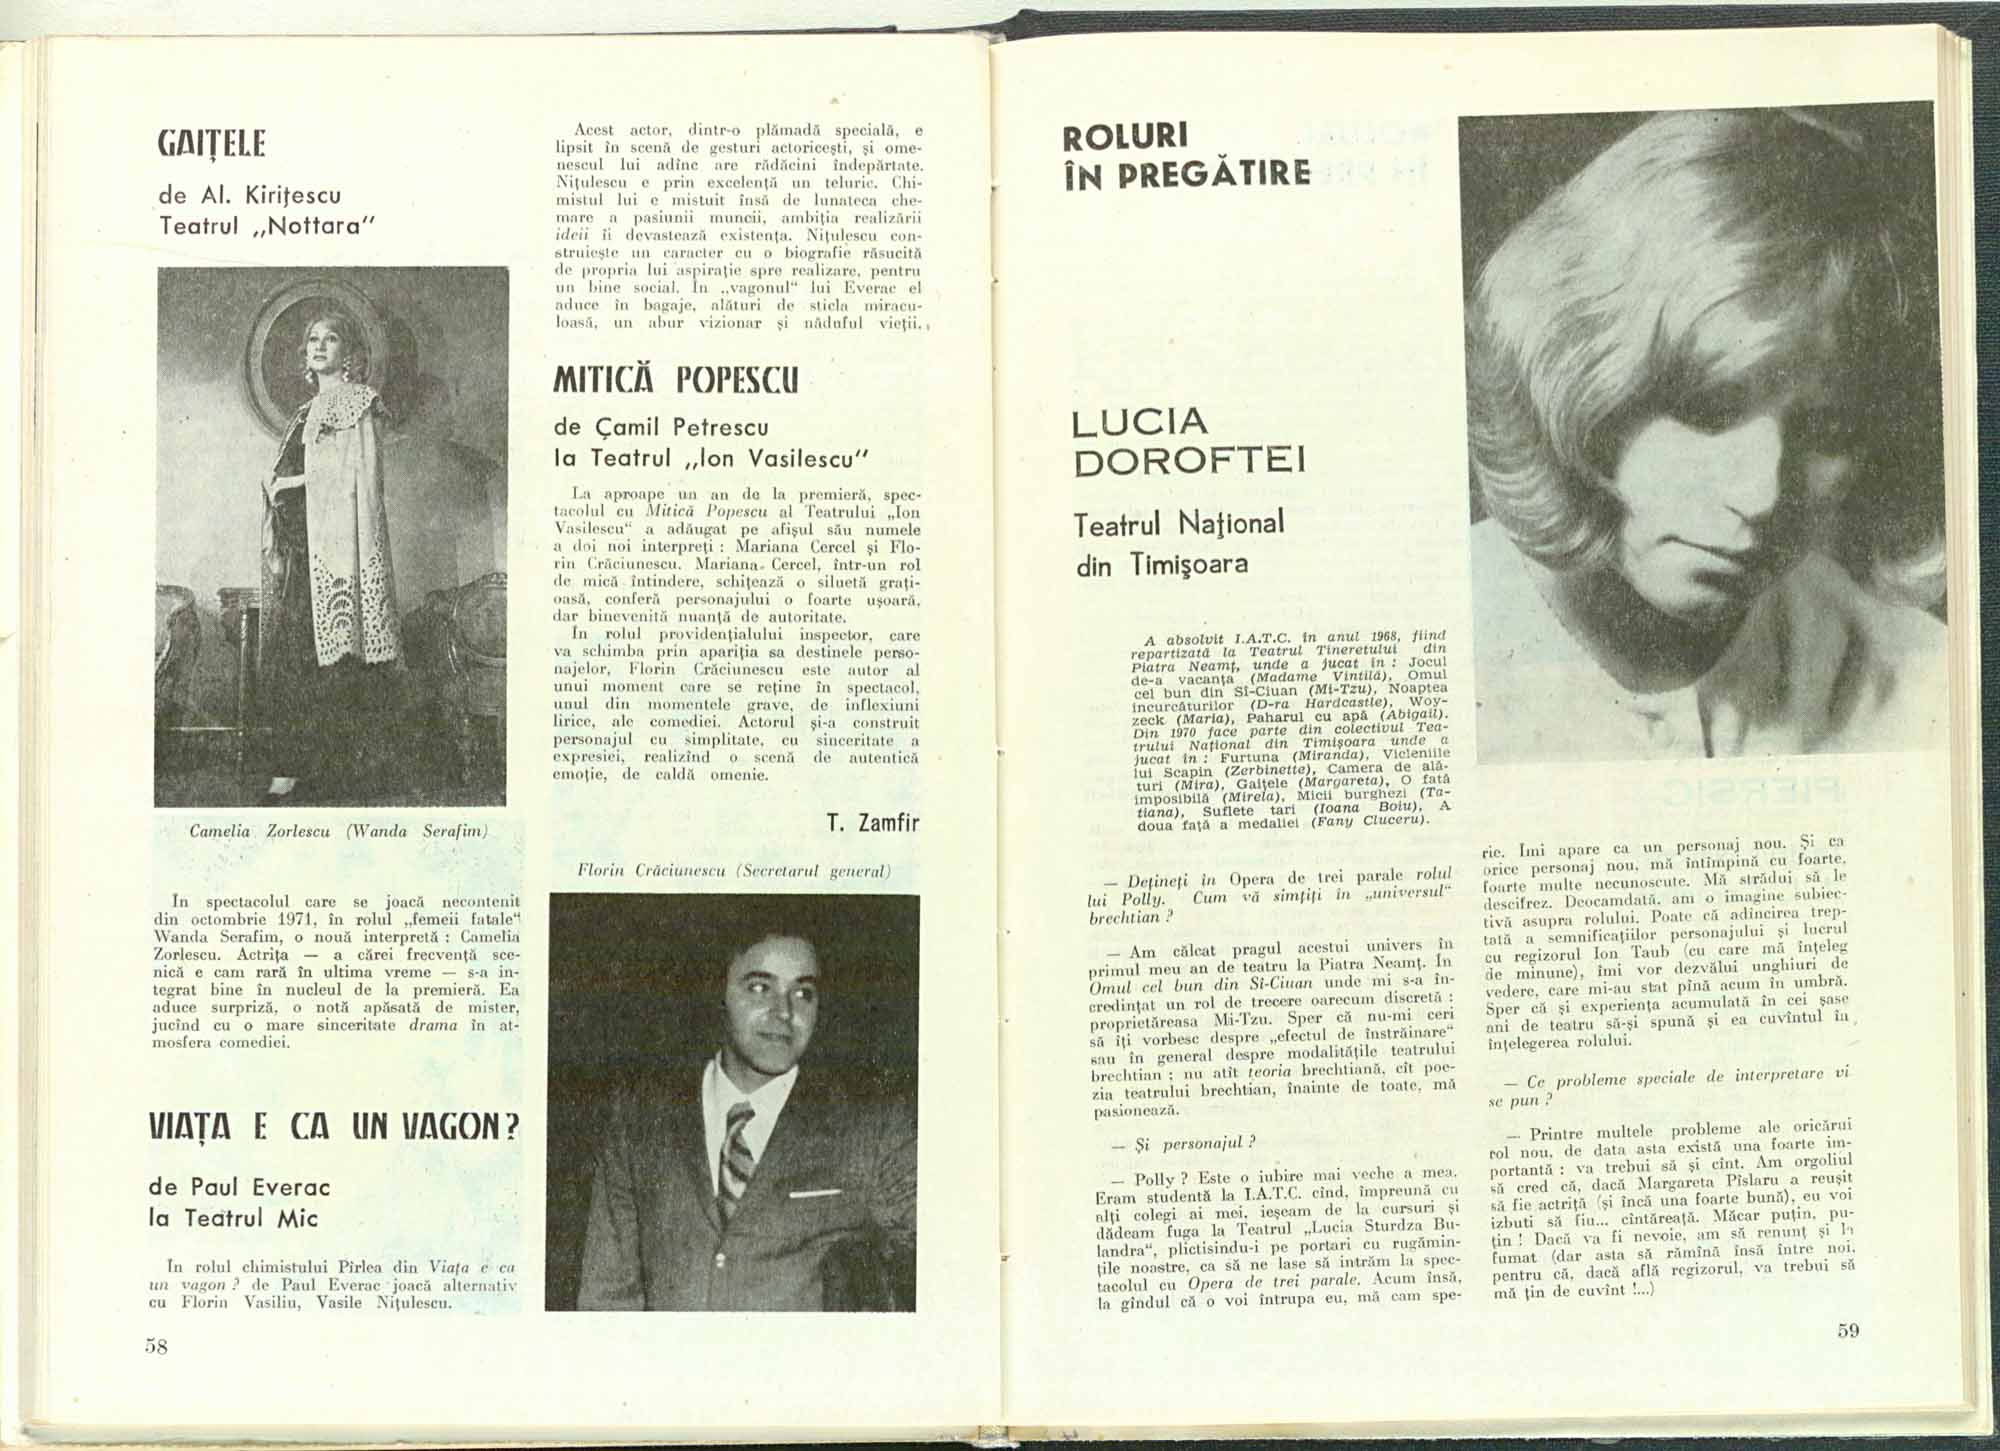 GAIȚELE
de Al. Kirițescu
Teatrul „Nottara"
Camelia Zorlescu (Wanda Serafim)
In spectacolul care se joacă necontenit
din octombrie 1971, în rolul „femeii fatale"
Wanda Serafim, o nouă interpretă : Camelia
Zorlescu. Actrița — a cărei frecvență sce-
nică e cam rară în ultima vreme — s-a in-
tegrat bine în nucleul de la premieră. Ea
aduce surpriză, o notă apăsată de mister,
jucînd cu o mare sinceritate drama în at-
mosfera comediei.
VIAȚA E CA UN VAGON?
de Paul Everac
la Teatrul Mic
In rolul chimistului Pîrlea din Viața e ca
un vagon ? de Paul Everac joacă alternativ
cu Florin Vasiliu, Vasile Nițulescu.
58
Acest actor, dintr-o plămadă specială, e
lipsit în scenă de gesturi actoricești, și ome-
nescul lui adînc are rădăcini îndepărtate.
Nițulescu e prin excelență un teluric. Chi-
mistul lui e mistuit însă de lunateca che-
mare a pasiunii muncii, ambiția realizării
ideii îi devastează existența. Nițulescu con-
struiește un caracter cu o biografie răsucită
de propria lui aspirație spre realizare, pentru
un bine social. In „vagonul" lui Everac el
aduce în bagaje, alături de sticla miracu-
loasă, un abur vizionar și năduful vieții.
MITICĂ POPESCU
de Camil Petrescu
la Teatrul „Ion Vasilescu"
La aproape un an de la premieră, spec-
tacolul cu Mitică Popescu al Teatrului „Ion
Vasilescu" a adăugat pe afișul său numele
a doi noi interpreți : Mariana Cercel și Flo-
rin Crăciunescu. Mariana Cercel, într-un rol
de mică întindere, schițează o siluetă grați-
oasă, conferă personajului o foarte ușoară,
dar binevenită nuanță de autoritate.
In rolul providențialului inspector, care
va schimba prin apariția sa destinele perso-
najelor, Florin Crăciunescu este autor al
unui moment care se reține în spectacol,
unul din momentele grave, de inflexiuni
lirice, ale comediei. Actorul și-a construit
personajul cu simplitate, cu sinceritate a
expresiei, realizînd o scenă de autentică
emoție, de caldă omenie.
T. Zamfir
Florin Crăciunescu (Secretarul general)
ROLURI
ÎN PREGĂTIRE
LUCIA
DOROFTEI
Teatrul Național
din Timișoara
A absolvit I.A.T.C. în anul 1968, fiind
repartizată la Teatrul Tineretului din
Piatra Neamț, unde a jucat în : Jocul
de-a vacanța (Madame Vintilă), Omul
cel bun din Sî-Ciuan (Mi-Tzu), Noaptea
încurcăturilor (D-ra Hardcastle), Woy-
zeck (Maria), Paharul cu apă (Abigail).
Din 1970 face parte din colectivul Tea-
trului Național din Timișoara unde a
jucat în : Furtuna (Miranda), Vicleniile
lui Scapin (Zerbinette), Camera de ală-
turi (Mira), Gaițele (Margareta), O fată
imposibilă (Mirela), Micii burghezi (Ta-
tiana), Suflete tari (Ioana Boiu), A
doua față a medaliei (Fany Cluceru).
— Dețineți în Opera de trei parale rolul
lui Polly. Cum vă simțiți în „universul"
brechtian ?
— Am călcat pragul acestui univers în
primul meu an de teatru la Piatra Neamț. In
Omul cel bun din Sî-Ciuan unde mi s-a în-
credințat un rol de trecere oarecum discretă :
proprietăreasa Mi-Tzu. Sper că nu-mi ceri
să îți vorbesc despre „efectul de înstrăinare"
sau în general despre modalitățile teatrului
brechtian ; nu atît teoria brechtiană, cît poe-
zia teatrului brechtian, înainte de toate, mă
pasionează.
— Și personajul ?
— Polly ? Este o iubire mai veche a mea.
Eram studentă la I.A.T.C. cînd, împreună cu
alți colegi ai mei, ieșeam de la cursuri și
dădeam fuga la Teatrul „Lucia Sturdza Bu-
landra", plictisindu-i pe portari cu rugămin-
țile noastre, ca să ne lase să intrăm la spec-
tacolul cu Opera de trei parale. Acum însă,
la gîndul că o voi întrupa eu, mă cam spe-
rie. Imi apare ca un personaj nou. Și ca
orice personaj nou, mă întîmpină cu foarte,
foarte multe necunoscute. Mă strădui să le
descifrez. Deocamdată, am o imagine subiec-
tivă asupra rolului. Poate că adîncirea trep-
tată a semnificațiilor personajului și lucrul
cu regizorul Ion Taub (cu care mă înțeleg
de minune), îmi vor dezvălui unghiuri de
vedere, care mi-au stat pînă acum în umbră.
Sper că și experiența acumulată în cei șase
ani de teatru să-și spună și ea cuvîntul în
înțelegerea rolului.
— Ce probleme speciale de interpretare vi
se pun ?
— Printre multele probleme ale oricărui
rol nou, de data asta există una foarte im-
portantă : va trebui să și cînt. Am orgoliul
să cred că, dacă Margareta Pîslaru a reușit
să fie actriță (și încă una foarte bună), eu voi
izbuti să fiu... cîntăreață. Măcar puțin, pu-
țin ! Dacă va fi nevoie, am să renunț și la
fumat (dar asta să rămînă însă între noi,
pentru că, dacă află regizorul, va trebui să
mă țin de cuvînt !...)
59